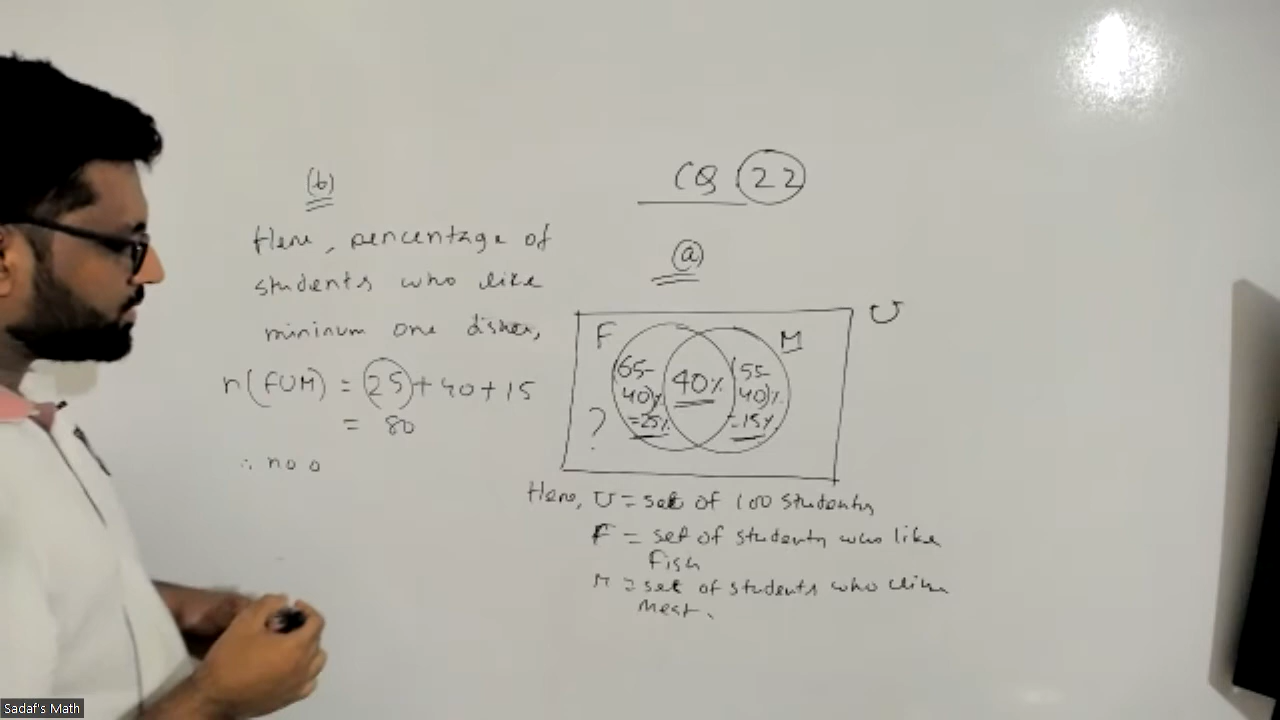 CQ 22
(a)
F
M
U
(65-
40)%
=25%
40%
(55-
40)%
=15%
?
Here, U = set of 100 students
F = set of students who like
fish
M = set of students who like
meat.
(b)
Here, percentage of
students who like
mininum one dishes,
n(FUM) = 25 + 40 + 15
= 80
∴ no o
Sadaf's Math